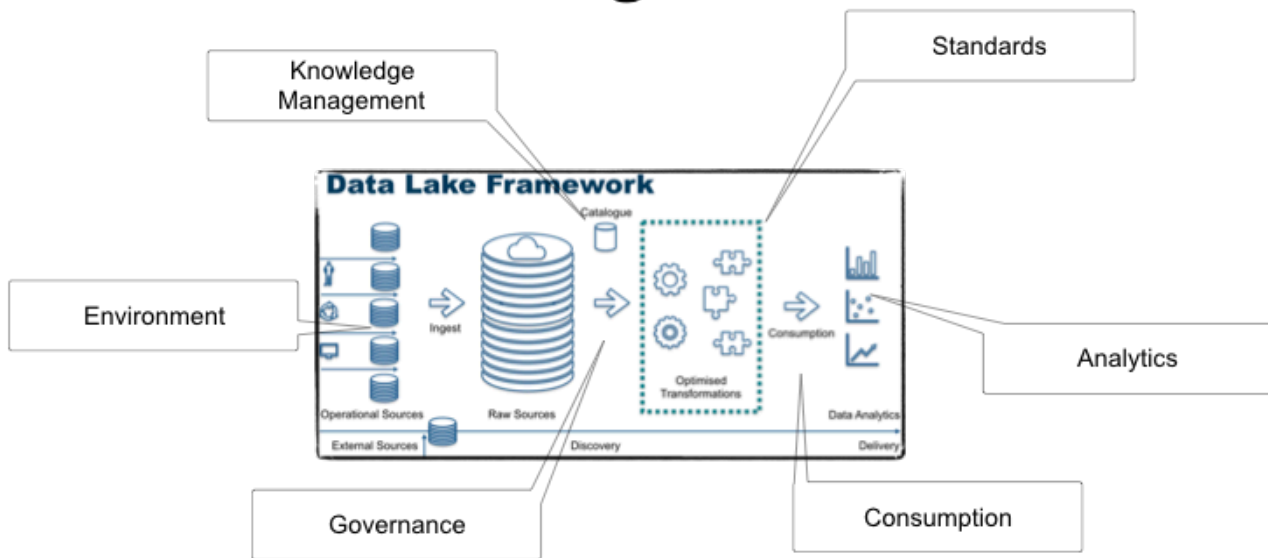 Knowledge
Management
Standards
Data Lake Framework
Catalogue
Environment
Ingest
Consumption
Analytics
Optimised
Transformations
Operational Sources
Raw Sources
Data Analytics
External Sources
Discovery
Delivery
Governance
Consumption